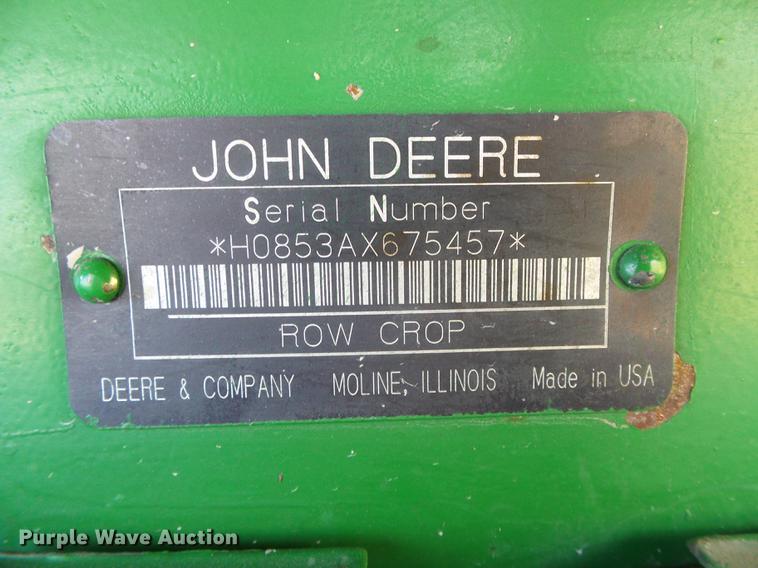 JOHN DEERE
Serial Number
*H0853AX675457*
ROW CROP
DEERE & COMPANY MOLINE, ILLINOIS Made in USA
Purple Wave Auction